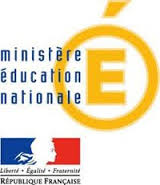 ministère
éducation
nationale
É
Liberté • Égalité • Fraternité
RÉPUBLIQUE FRANÇAISE